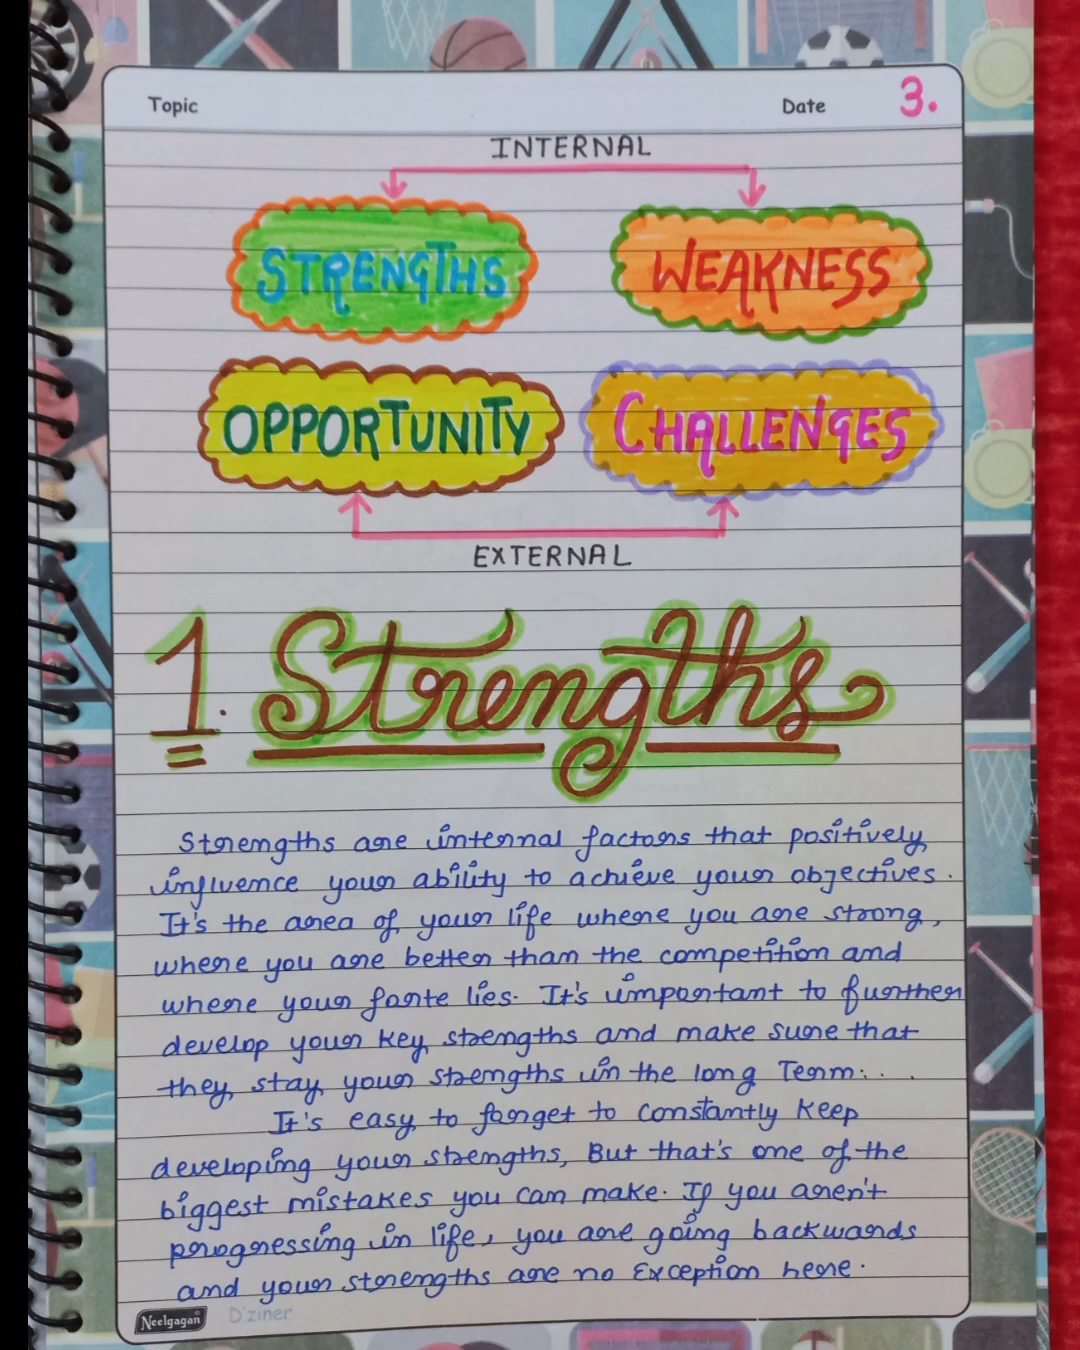 Topic
Date 3.
INTERNAL
STRENGTHS WEAKNESS
OPPORTUNITY CHALLENGES
EXTERNAL
1. Strengths
Strengths are internal factors that positively
influence your ability to achieve your objectives.
It's the area of your life where you are strong,
where you are better than the competition and
where your forte lies. It's important to further
develop your key strengths and make sure that
they stay your strengths in the long Term...
It's easy to forget to constantly keep
developing your strengths, But that's one of the
biggest mistakes you can make. If you aren't
progressing in life, you are going backwards
and your strengths are no Exception here.
Neelgagan D'ziner